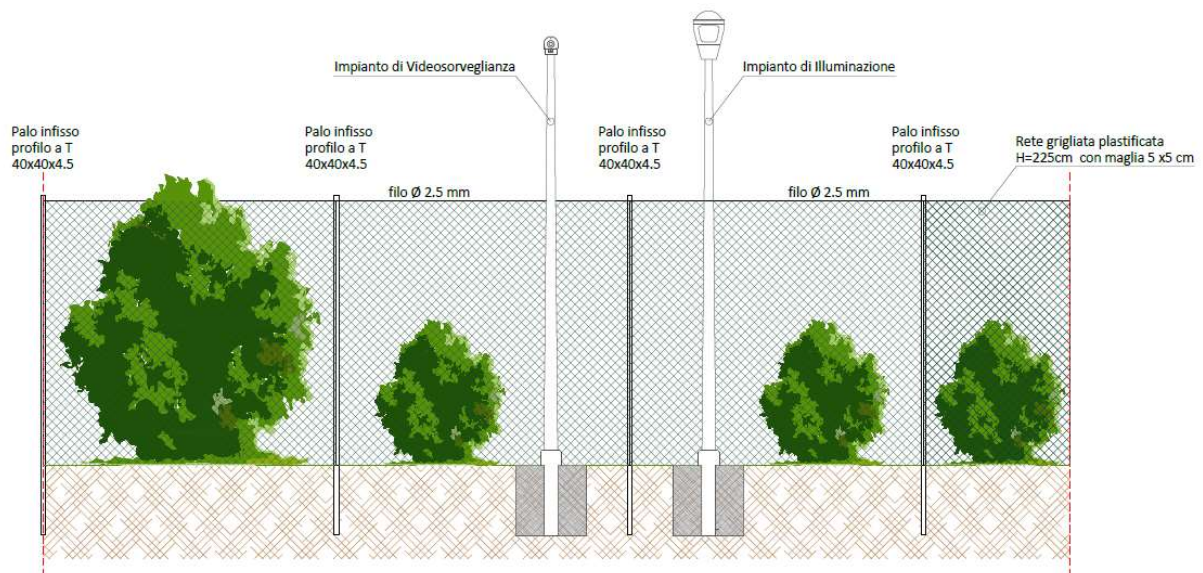 Impianto di Videosorveglianza
Impianto di Illuminazione
Palo infisso
profilo a T
40x40x4.5
Palo infisso
profilo a T
40x40x4.5
Palo infisso
profilo a T
40x40x4.5
Palo infisso
profilo a T
40x40x4.5
Rete grigliata plastificata
H=225cm con maglia 5 x5 cm
filo Ø 2.5 mm
filo Ø 2.5 mm